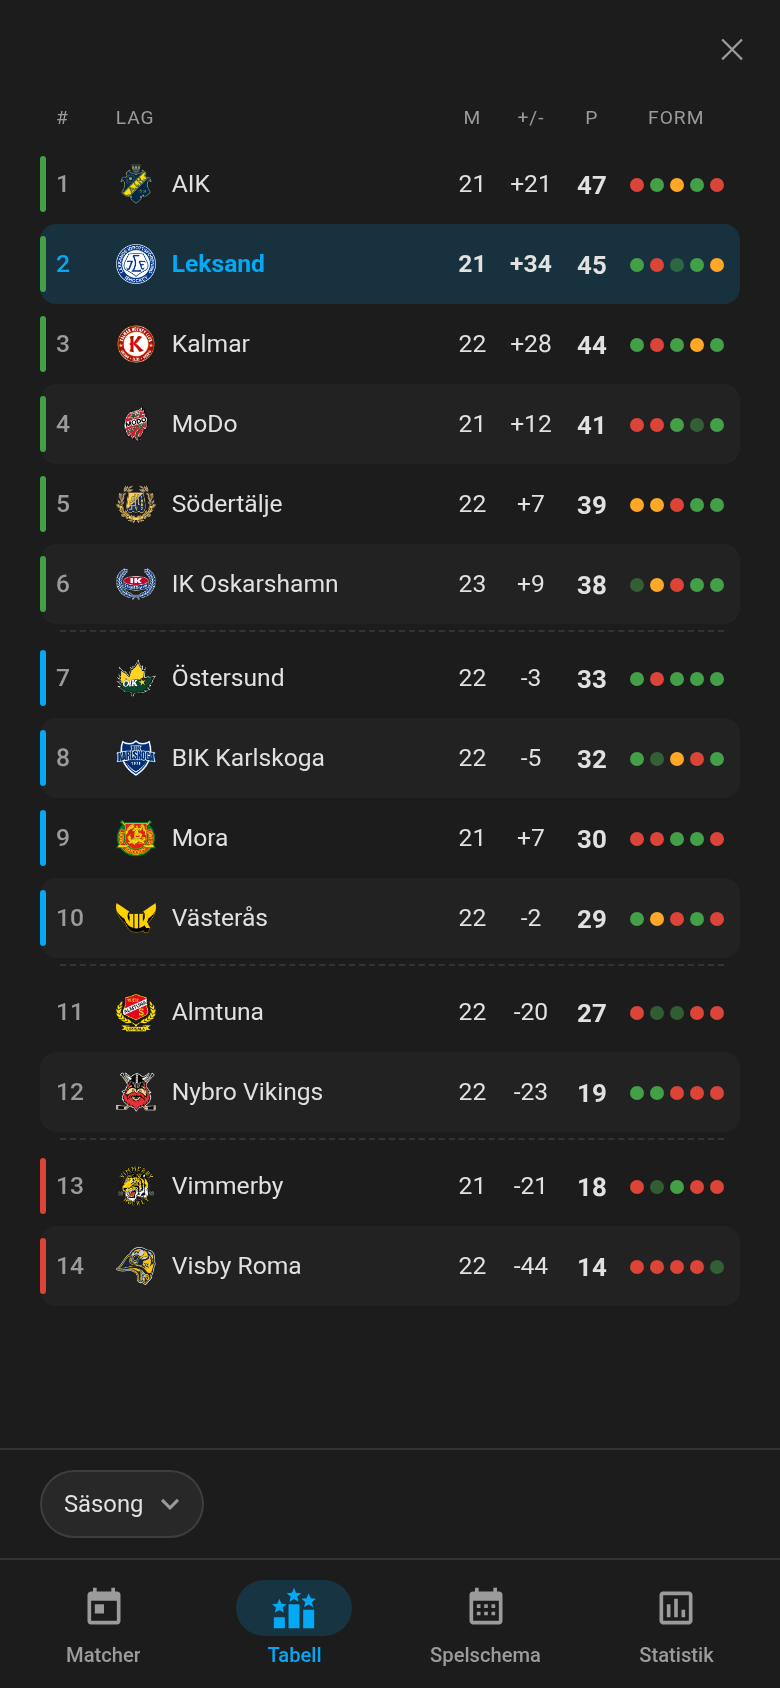 # LAG M +/- P FORM
1 AIK 21 +21 47
2 Leksand 21 +34 45
3 Kalmar 22 +28 44
4 MoDo 21 +12 41
5 Södertälje 22 +7 39
6 IK Oskarshamn 23 +9 38
7 Östersund 22 -3 33
8 BIK Karlskoga 22 -5 32
9 Mora 21 +7 30
10 Västerås 22 -2 29
11 Almtuna 22 -20 27
12 Nybro Vikings 22 -23 19
13 Vimmerby 21 -21 18
14 Visby Roma 22 -44 14
Säsong
Matcher Tabell Spelschema Statistik